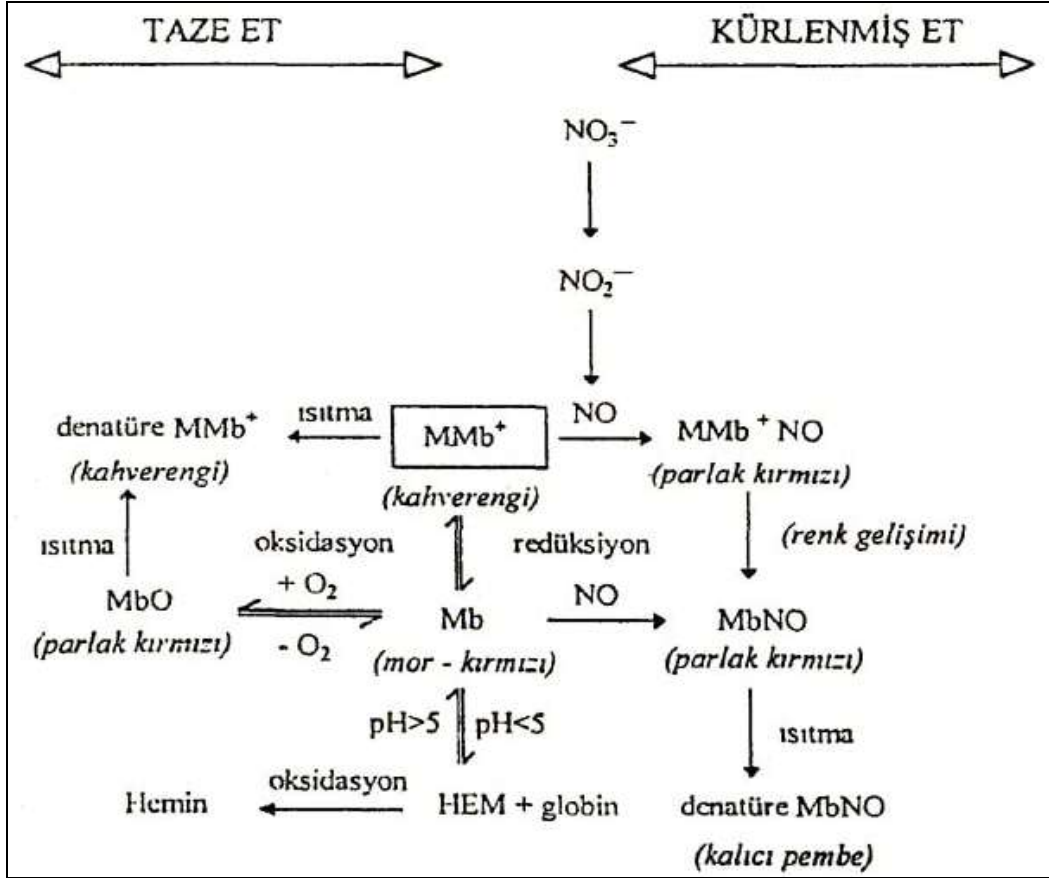 TAZE ET
KÜRLENMİŞ ET
NO₃⁻
NO₂⁻
denatüre MMb⁺
ısıtma
MMb⁺
NO
MMb⁺NO
(kahverengi)
(kahverengi)
(parlak kırmızı)
ısıtma
oksidasyon
redüksiyon
(renk gelişimi)
MbO
+ O₂
Mb
NO
MbNO
(parlak kırmızı)
- O₂
(mor - kırmızı)
(parlak kırmızı)
pH>5
pH<5
ısıtma
Hemin
oksidasyon
HEM + globin
denatüre MbNO
(kalıcı pembe)